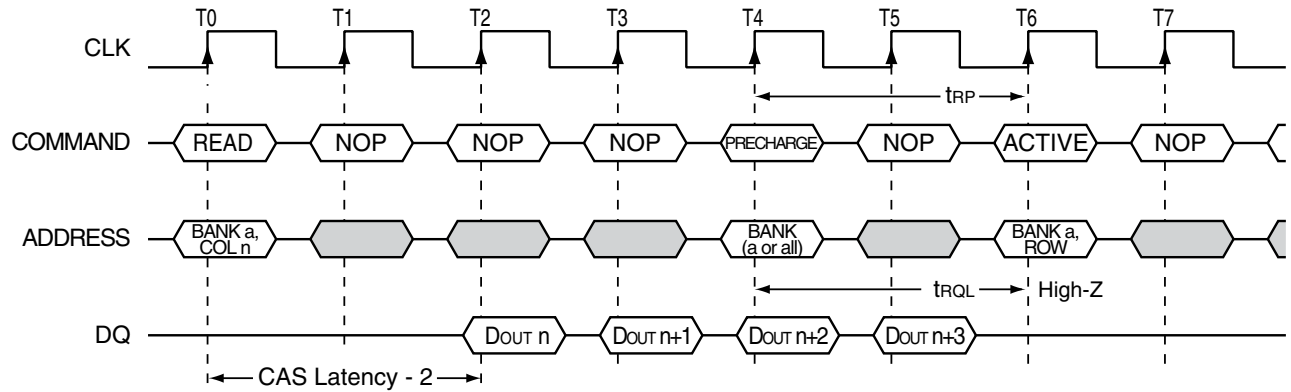 T0 T1 T2 T3 T4 T5 T6 T7
CLK
tRP
COMMAND READ NOP NOP NOP PRECHARGE NOP ACTIVE NOP
ADDRESS BANK a, COL n BANK (a or all) BANK a, ROW
tRQL High-Z
DQ DOUT n DOUT n+1 DOUT n+2 DOUT n+3
CAS Latency - 2